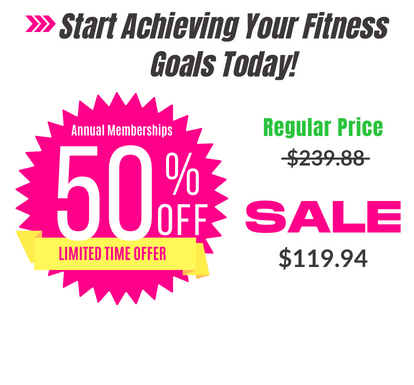 Start Achieving Your Fitness
Goals Today!
Annual Memberships
50%
OFF
LIMITED TIME OFFER
Regular Price
$239.88
SALE
$119.94